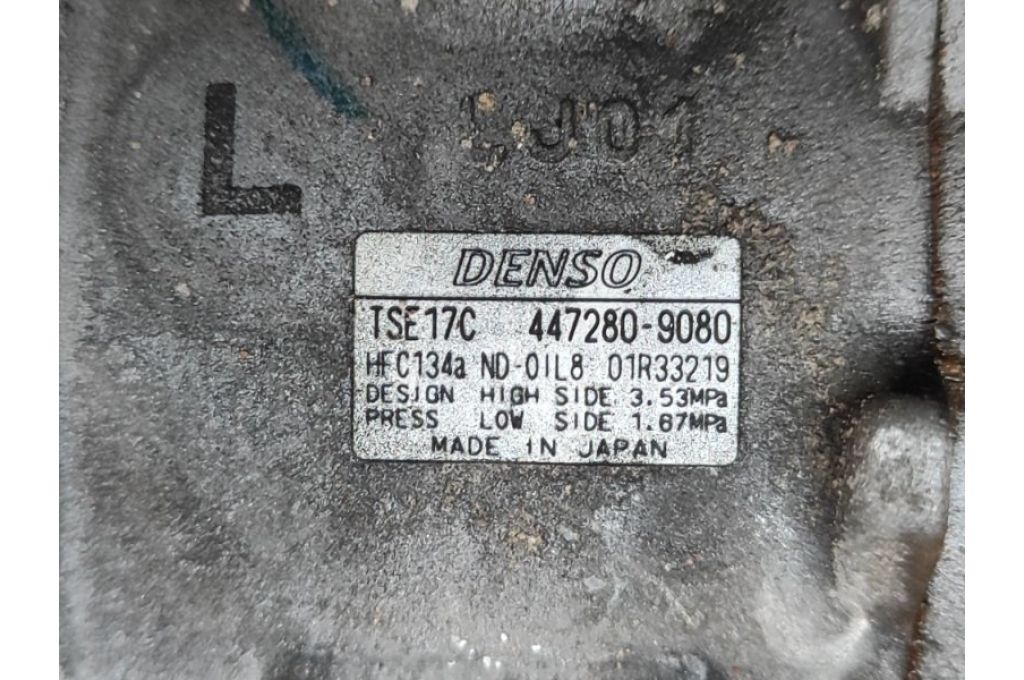 L
LJ01
DENSO
TSE17C 447280-9080
HFC134a ND-OIL8 01R33219
DESIGN HIGH SIDE 3.53MPa
PRESS LOW SIDE 1.67MPa
MADE IN JAPAN